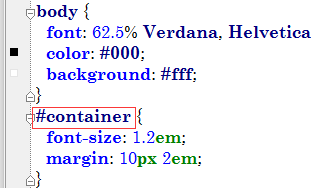 body {
font: 62.5% Verdana, Helvetica
color: #000;
background: #fff;
}
#container {
font-size: 1.2em;
margin: 10px 2em;
}